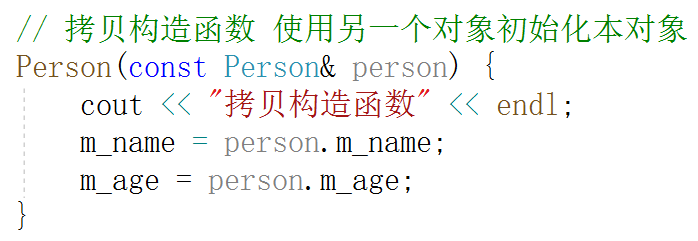 // 拷贝构造函数 使用另一个对象初始化本对象
Person(const Person& person) {
    cout << "拷贝构造函数" << endl;
    m_name = person.m_name;
    m_age = person.m_age;
}